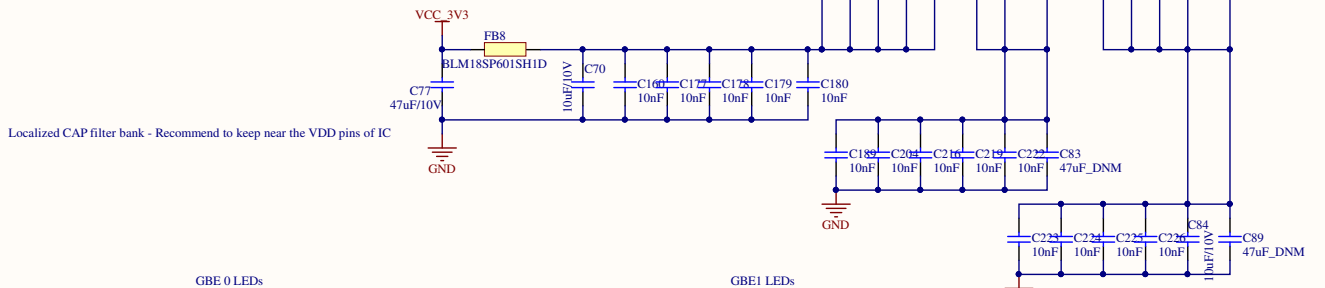 VCC_3V3
FB8
BLM18SP601SH1D
C77
47uF/10V
10uF/10V
C70
C160
10nF
C177
10nF
C178
10nF
C179
10nF
C180
10nF
Localized CAP filter bank - Recommend to keep near the VDD pins of IC
GND
C189
10nF
C204
10nF
C216
10nF
C219
10nF
C222
10nF
C83
47uF_DNM
GND
C223
10nF
C224
10nF
C225
10nF
C226
10nF
C84
10uF/10V
C89
47uF_DNM
GBE 0 LEDs
GBE1 LEDs